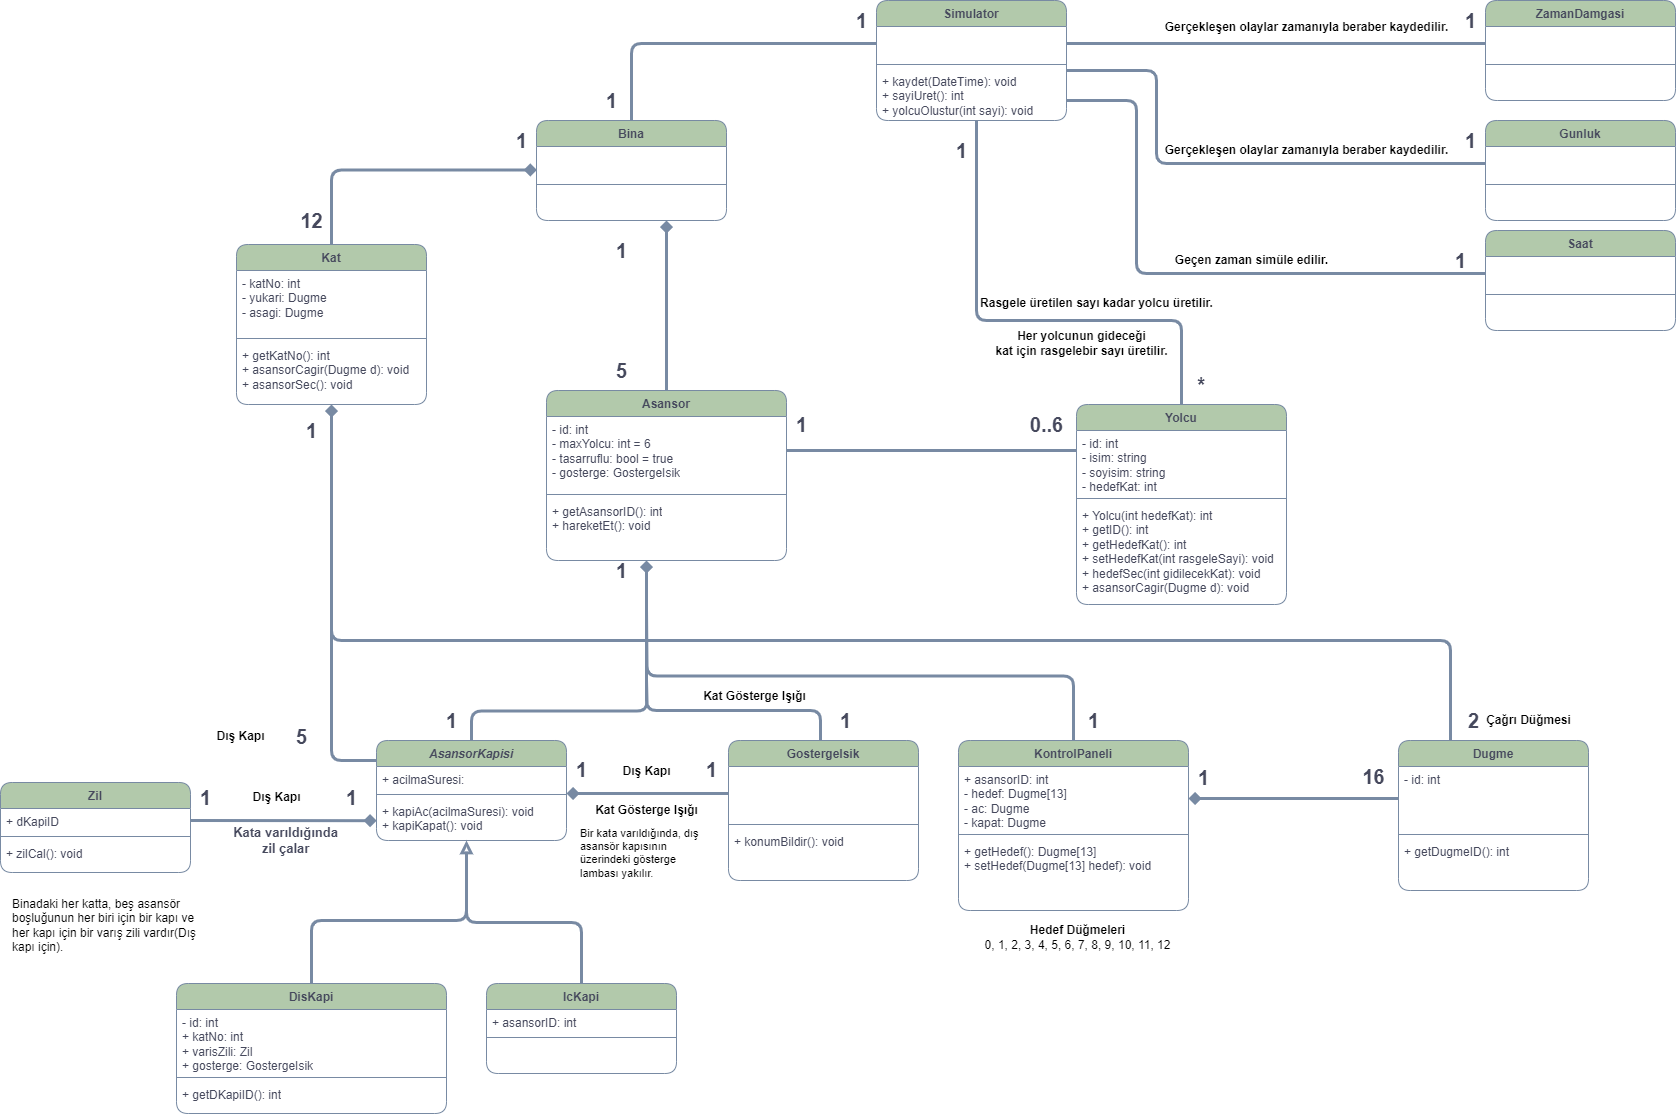 Simulator
+ kaydet(DateTime): void
+ sayiUret(): int
+ yolcuOlustur(int sayi): void
1
1
1
Gerçekleşen olaylar zamanıyla beraber kaydedilir.
1
ZamanDamgasi
Gerçekleşen olaylar zamanıyla beraber kaydedilir.
1
Gunluk
Geçen zaman simüle edilir.
1
Saat
Bina
1
12
1
5
Kat
- katNo: int
- yukari: Dugme
- asagi: Dugme
+ getKatNo(): int
+ asansorCagir(Dugme d): void
+ asansorSec(): void
1
Rasgele üretilen sayı kadar yolcu üretilir.
Her yolcunun gideceği
kat için rasgelebir sayı üretilir.
*
Asansor
- id: int
- maxYolcu: int = 6
- tasarruflu: bool = true
- gosterge: GostergeIsik
+ getAsansorID(): int
+ hareketEt(): void
1
0..6
Yolcu
- id: int
- isim: string
- soyisim: string
- hedefKat: int
+ Yolcu(int hedefKat): int
+ getID(): int
+ getHedefKat(): int
+ setHedefKat(int rasgeleSayi): void
+ hedefSec(int gidilecekKat): void
+ asansorCagir(Dugme d): void
1
Kat Gösterge Işığı
Dış Kapı
5
1
1
1
2
Çağrı Düğmesi
AsansorKapisi
+ acilmaSuresi:
+ kapiAc(acilmaSuresi): void
+ kapiKapat(): void
1
Dış Kapı
1
Kat Gösterge Işığı
Bir kata varıldığında, dış
asansör kapısının
üzerindeki gösterge
lambası yakılır.
GostergeIsik
+ konumBildir(): void
KontrolPaneli
+ asansorID: int
- hedef: Dugme[13]
- ac: Dugme
- kapat: Dugme
+ getHedef(): Dugme[13]
+ setHedef(Dugme[13] hedef): void
1
16
Dugme
- id: int
+ getDugmeID(): int
Zil
+ dKapiID
+ zilCal(): void
1
Dış Kapı
1
Kata varıldığında
zil çalar
Binadaki her katta, beş asansör
boşluğunun her biri için bir kapı ve
her kapı için bir varış zili vardır(Dış
kapı için).
Hedef Düğmeleri
0, 1, 2, 3, 4, 5, 6, 7, 8, 9, 10, 11, 12
DisKapi
- id: int
+ katNo: int
+ varisZili: Zil
+ gosterge: GostergeIsik
+ getDKapiID(): int
IcKapi
+ asansorID: int